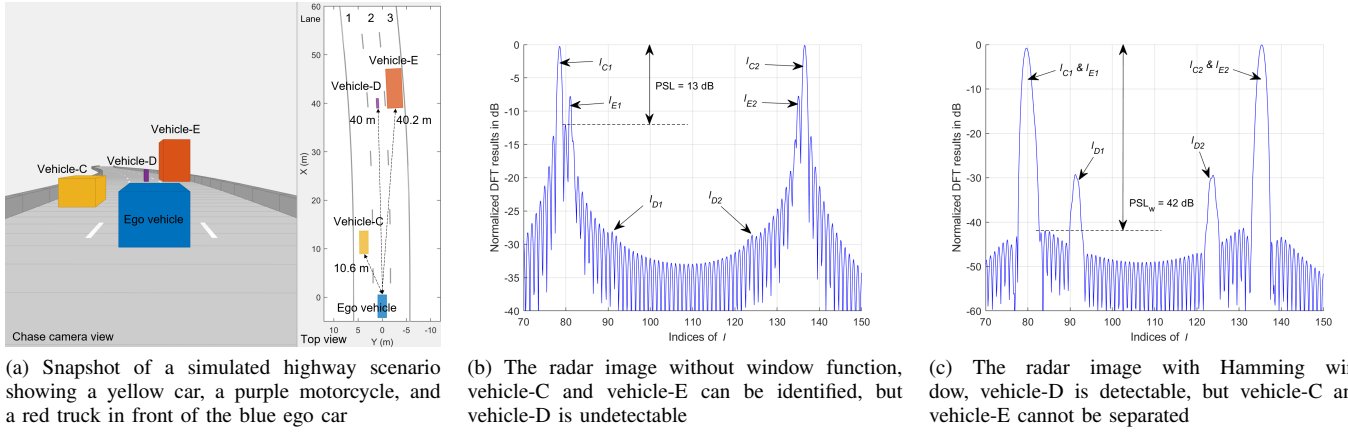 Vehicle-C
Vehicle-D
Vehicle-E
Ego vehicle
Chase camera view
Lane
1
2
3
60
50
40
30
20
10
0
X (m)
Vehicle-E
Vehicle-D
40 m
40.2 m
Vehicle-C
10.6 m
Ego vehicle
10
5
0
-5
-10
Top view
Y (m)
(a) Snapshot of a simulated highway scenario
showing a yellow car, a purple motorcycle, and
a red truck in front of the blue ego car
Normalized DFT results in dB
0
-5
-10
-15
-20
-25
-30
-35
-40
I_C1
I_E1
PSL = 13 dB
I_C2
I_E2
I_D1
I_D2
70
80
90
100
110
120
130
140
150
Indices of I
(b) The radar image without window function,
vehicle-C and vehicle-E can be identified, but
vehicle-D is undetectable
Normalized DFT results in dB
0
-10
-20
-30
-40
-50
-60
I_C1 & I_E1
I_C2 & I_E2
I_D1
I_D2
PSL_w = 42 dB
70
80
90
100
110
120
130
140
150
Indices of I
(c) The radar image with Hamming win
dow, vehicle-D is detectable, but vehicle-C an
vehicle-E cannot be separated